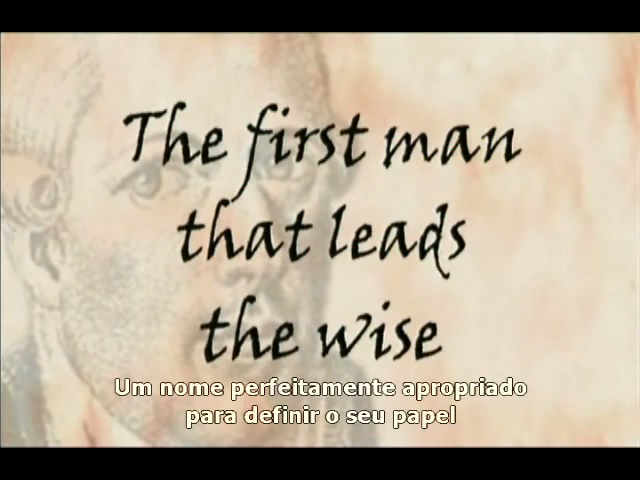 The first man
that leads
the wise
Um nome perfeitamente apropriado
para definir o seu papel